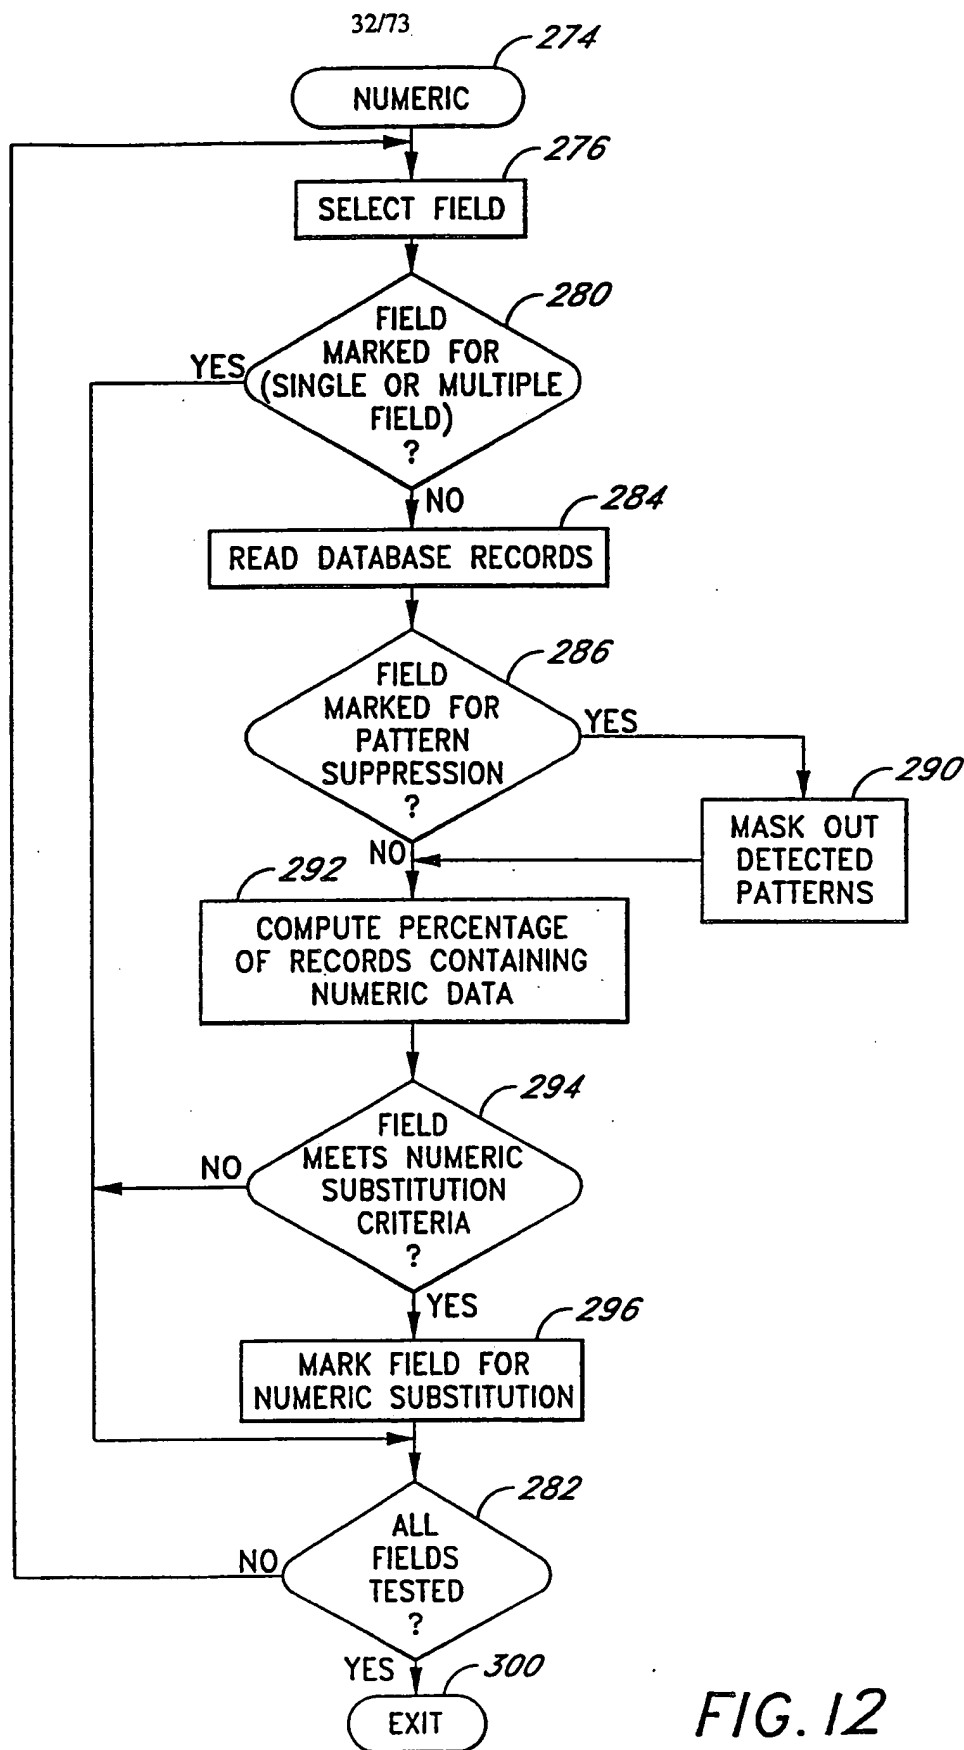 32/73
274
NUMERIC
276
SELECT FIELD
280
FIELD
MARKED FOR
(SINGLE OR MULTIPLE
FIELD)
?
YES
NO
284
READ DATABASE RECORDS
286
FIELD
MARKED FOR
PATTERN
SUPPRESSION
?
YES
290
MASK OUT
DETECTED
PATTERNS
NO
292
COMPUTE PERCENTAGE
OF RECORDS CONTAINING
NUMERIC DATA
294
FIELD
MEETS NUMERIC
SUBSTITUTION
CRITERIA
?
NO
YES
296
MARK FIELD FOR
NUMERIC SUBSTITUTION
282
ALL
FIELDS
TESTED
?
NO
YES
300
EXIT
FIG. 12